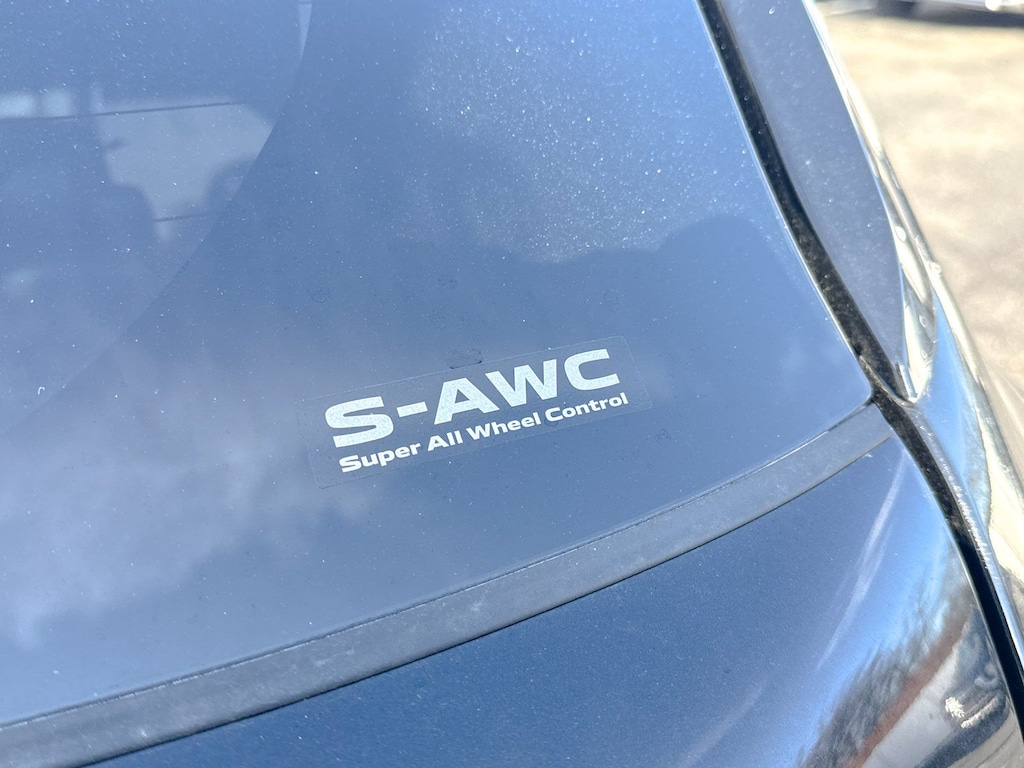 S-AWC
Super All Wheel Control